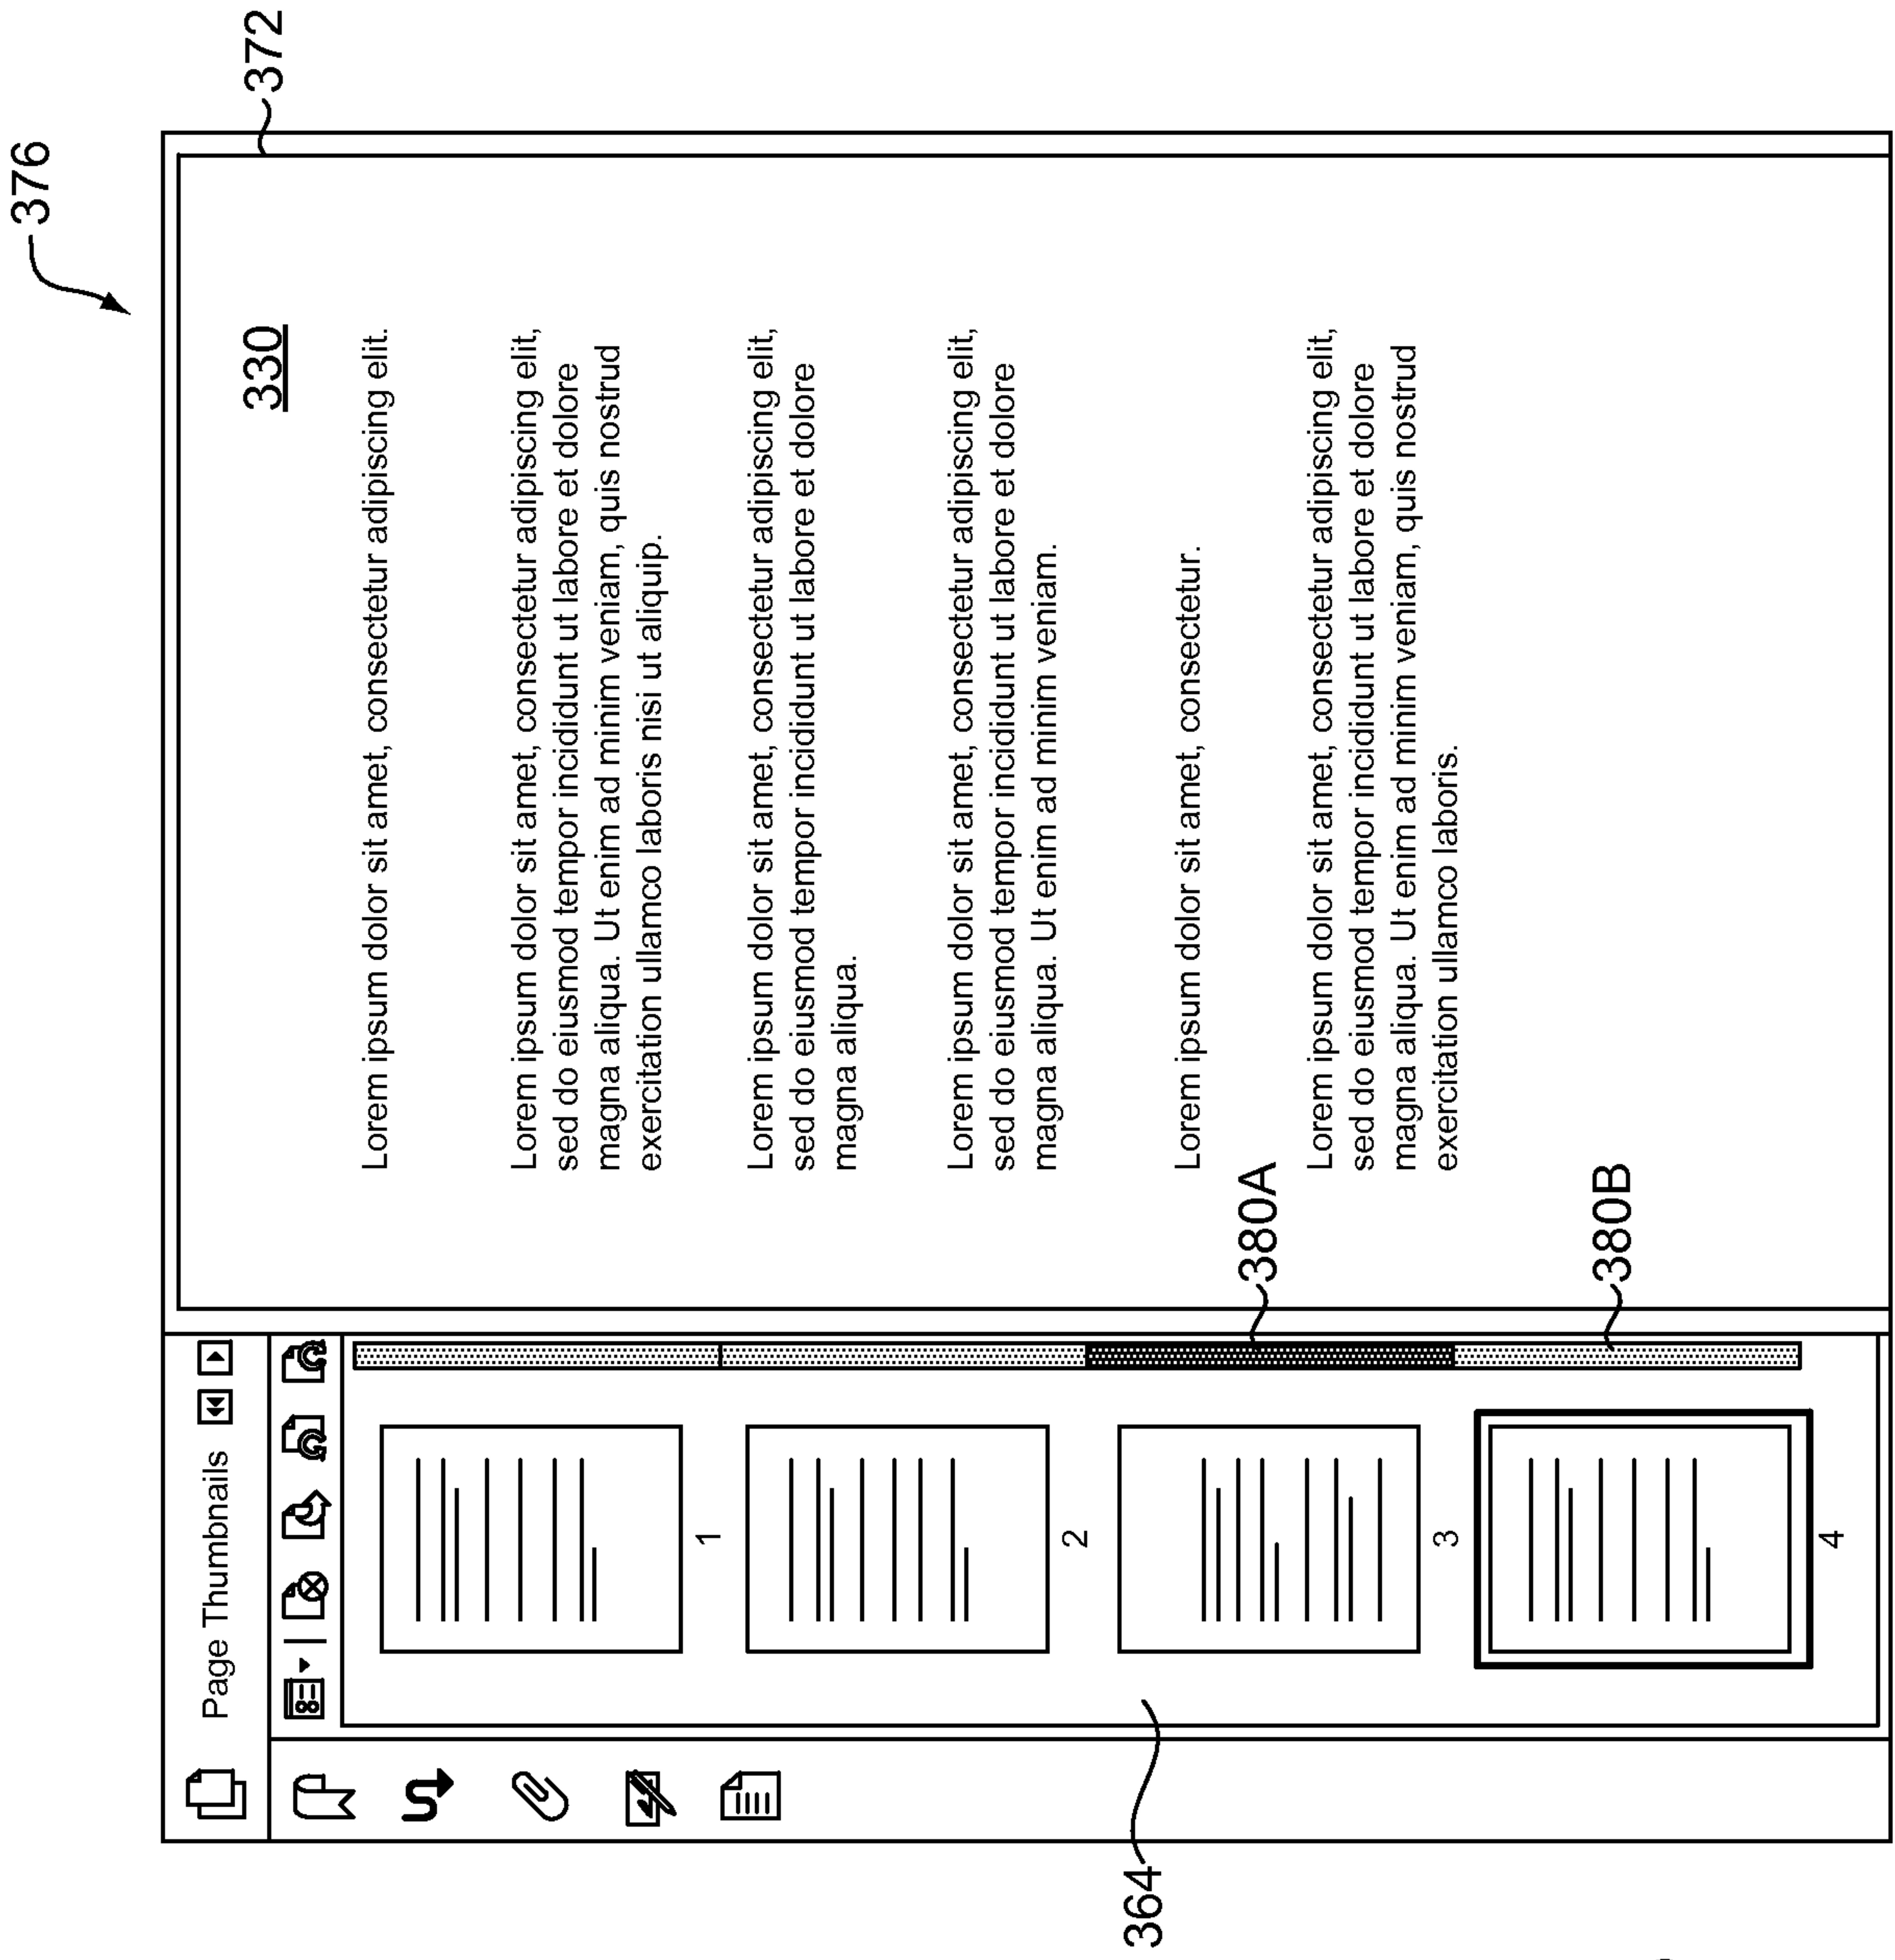 376
372
Page Thumbnails
330
Lorem ipsum dolor sit amet, consectetur adipiscing elit.
Lorem ipsum dolor sit amet, consectetur adipiscing elit,
sed do eiusmod tempor incididunt ut labore et dolore
magna aliqua. Ut enim ad minim veniam, quis nostrud
exercitation ullamco laboris nisi ut aliquip.
Lorem ipsum dolor sit amet, consectetur adipiscing elit,
sed do eiusmod tempor incididunt ut labore et dolore
magna aliqua.
Lorem ipsum dolor sit amet, consectetur adipiscing elit,
sed do eiusmod tempor incididunt ut labore et dolore
magna aliqua. Ut enim ad minim veniam.
Lorem ipsum dolor sit amet, consectetur.
Lorem ipsum dolor sit amet, consectetur adipiscing elit,
sed do eiusmod tempor incididunt ut labore et dolore
magna aliqua. Ut enim ad minim veniam, quis nostrud
exercitation ullamco laboris.
1
2
3
4
364
380A
380B